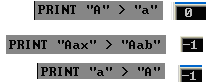 PRINT "A" > "a" 0
PRINT "Aax" > "Aab" -1
PRINT "a" > "A" -1